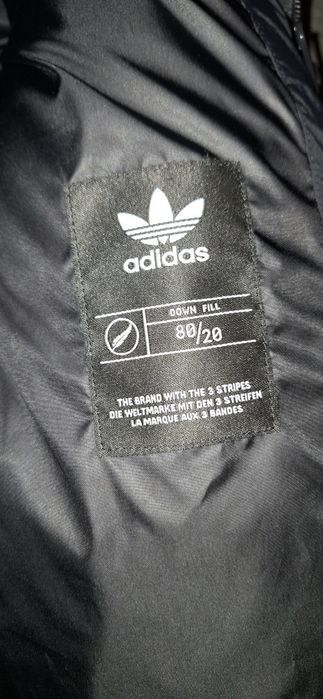 adidas
DOWN FILL
80/20
THE BRAND WITH THE 3 STRIPES
DIE WELTMARKE MIT DEN 3 STREIFEN
LA MARQUE AUX 3 BANDES